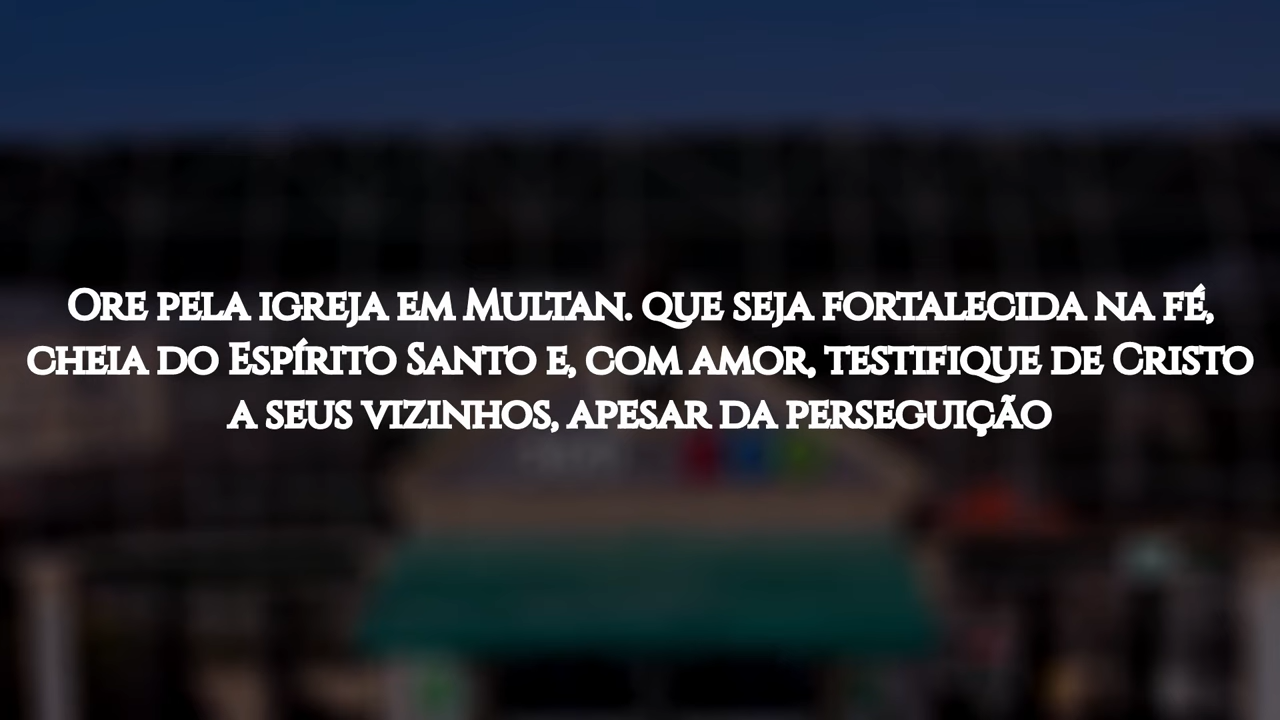 Ore pela igreja em Multan. que seja fortalecida na fé,
cheia do Espírito Santo e, com amor, testifique de Cristo
a seus vizinhos, apesar da perseguição